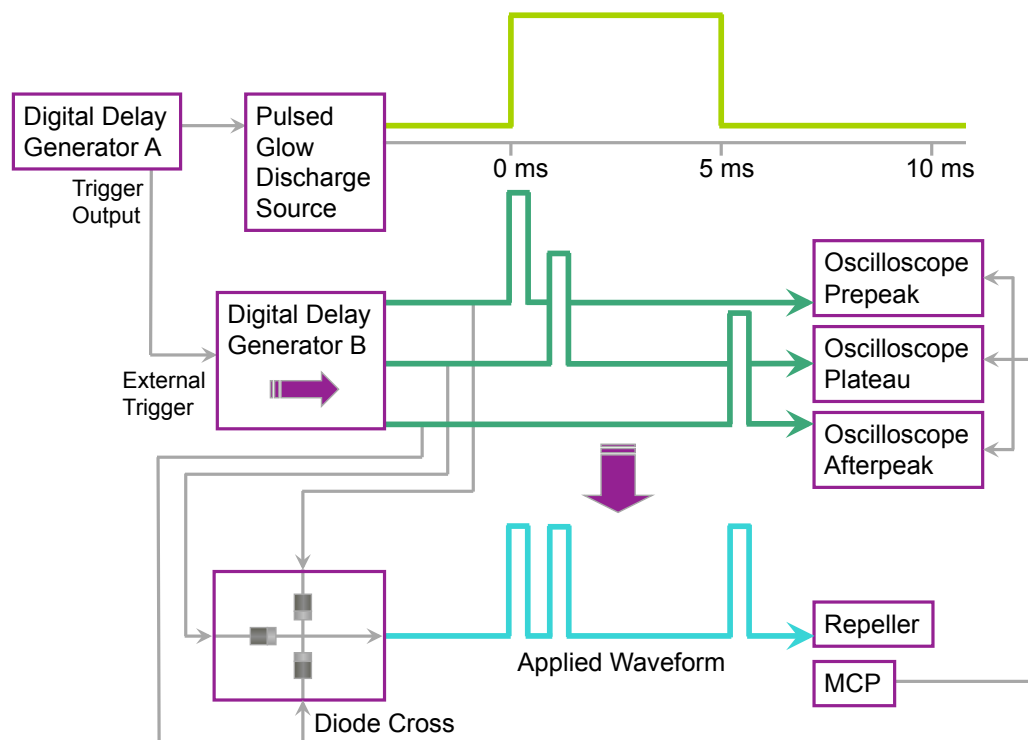 Digital Delay
Generator A
Pulsed
Glow
Discharge
Source
0 ms
5 ms
10 ms
Trigger
Output
Digital Delay
Generator B
External
Trigger
Oscilloscope
Prepeak
Oscilloscope
Plateau
Oscilloscope
Afterpeak
Applied Waveform
Repeller
MCP
Diode Cross